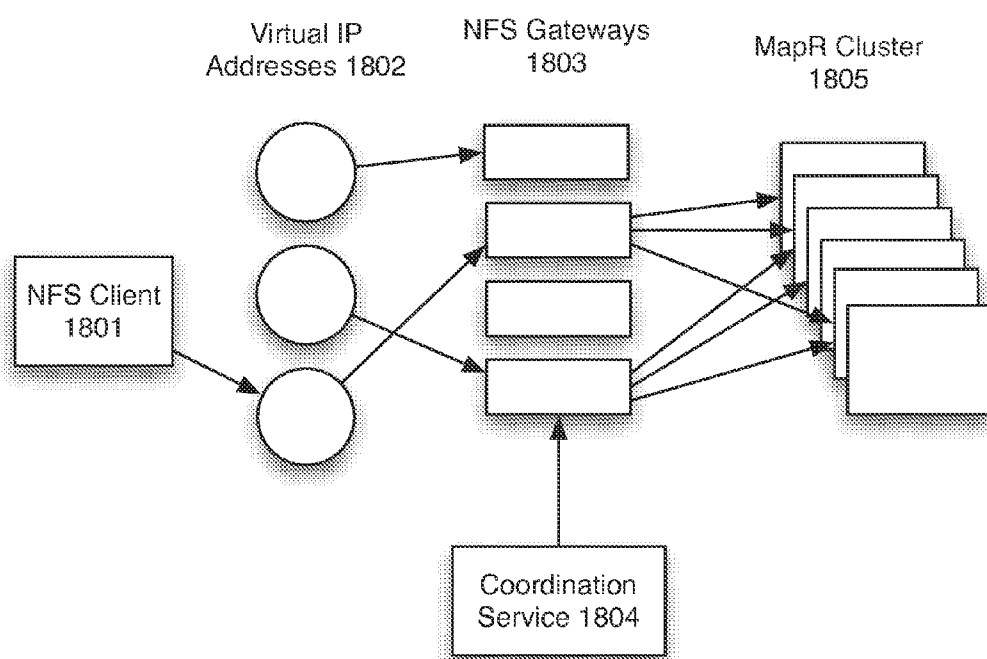 Virtual IP
Addresses 1802
NFS Gateways
1803
MapR Cluster
1805
NFS Client
1801
Coordination
Service 1804